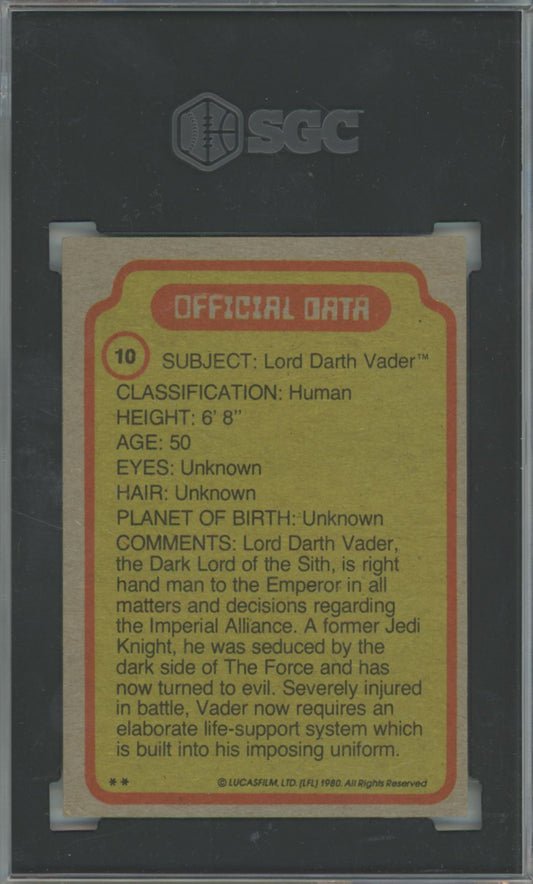 SGC
OFFICIAL DATA
10
SUBJECT: Lord Darth Vader™
CLASSIFICATION: Human
HEIGHT: 6' 8"
AGE: 50
EYES: Unknown
HAIR: Unknown
PLANET OF BIRTH: Unknown
COMMENTS: Lord Darth Vader,
the Dark Lord of the Sith, is right
hand man to the Emperor in all
matters and decisions regarding
the Imperial Alliance. A former Jedi
Knight, he was seduced by the
dark side of The Force and has
now turned to evil. Severely injured
in battle, Vader now requires an
elaborate life-support system which
is built into his imposing uniform.
** © LUCASFILM, LTD. (LFL) 1980. All Rights Reserved